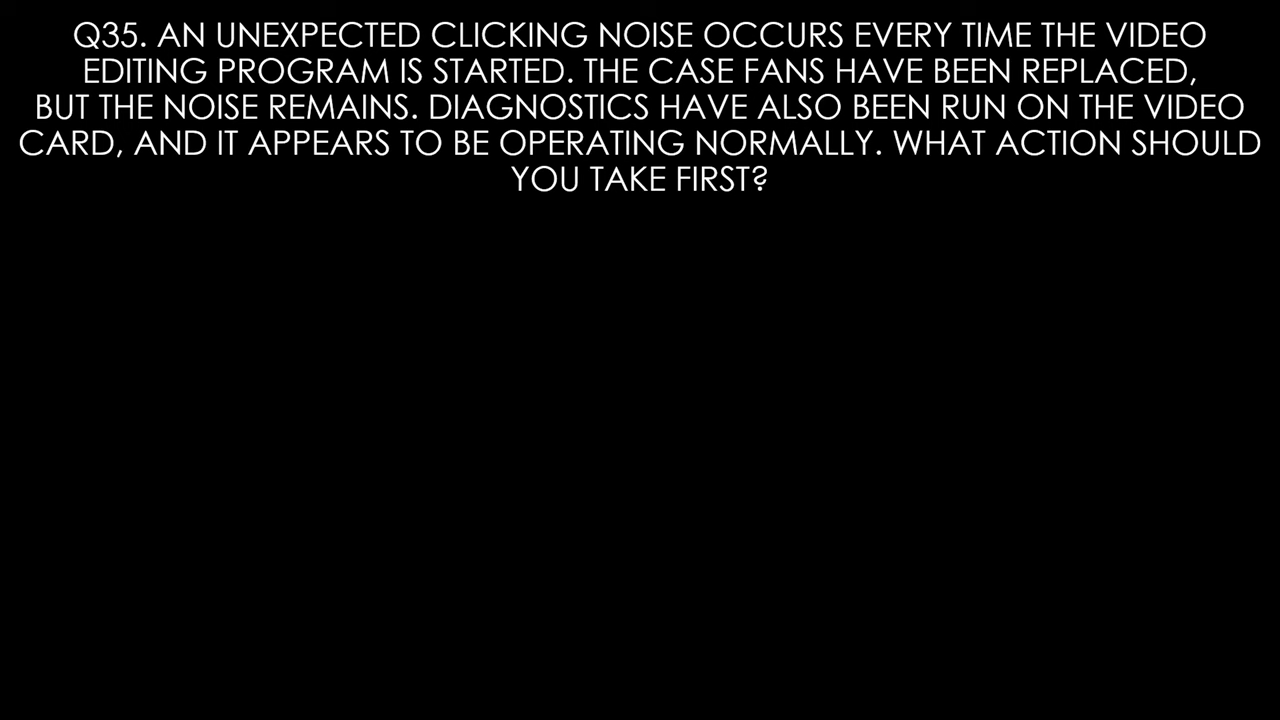 Q35. AN UNEXPECTED CLICKING NOISE OCCURS EVERY TIME THE VIDEO
EDITING PROGRAM IS STARTED. THE CASE FANS HAVE BEEN REPLACED,
BUT THE NOISE REMAINS. DIAGNOSTICS HAVE ALSO BEEN RUN ON THE VIDEO
CARD, AND IT APPEARS TO BE OPERATING NORMALLY. WHAT ACTION SHOULD
YOU TAKE FIRST?